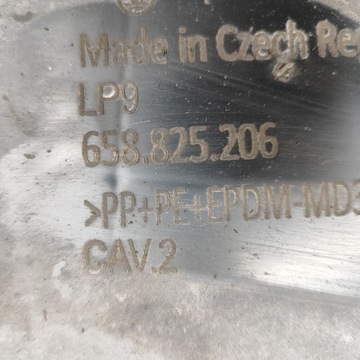 Made in Czech Re
LP9
658.825.206
>PP+PE+EPDM-MD3
CAV.2